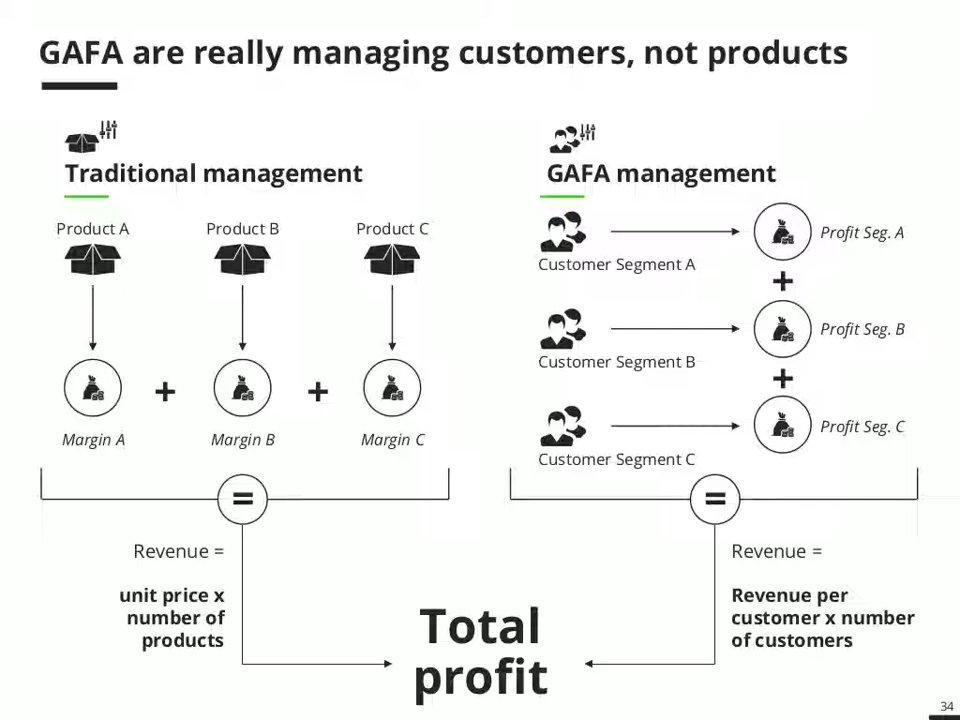 GAFA are really managing customers, not products
Traditional management
Product A
Product B
Product C
+
+
Margin A
Margin B
Margin C
=
Revenue =
unit price x
number of
products
GAFA management
Customer Segment A
Profit Seg. A
+
Customer Segment B
Profit Seg. B
+
Customer Segment C
Profit Seg. C
=
Revenue =
Revenue per
customer x number
of customers
Total
profit
34